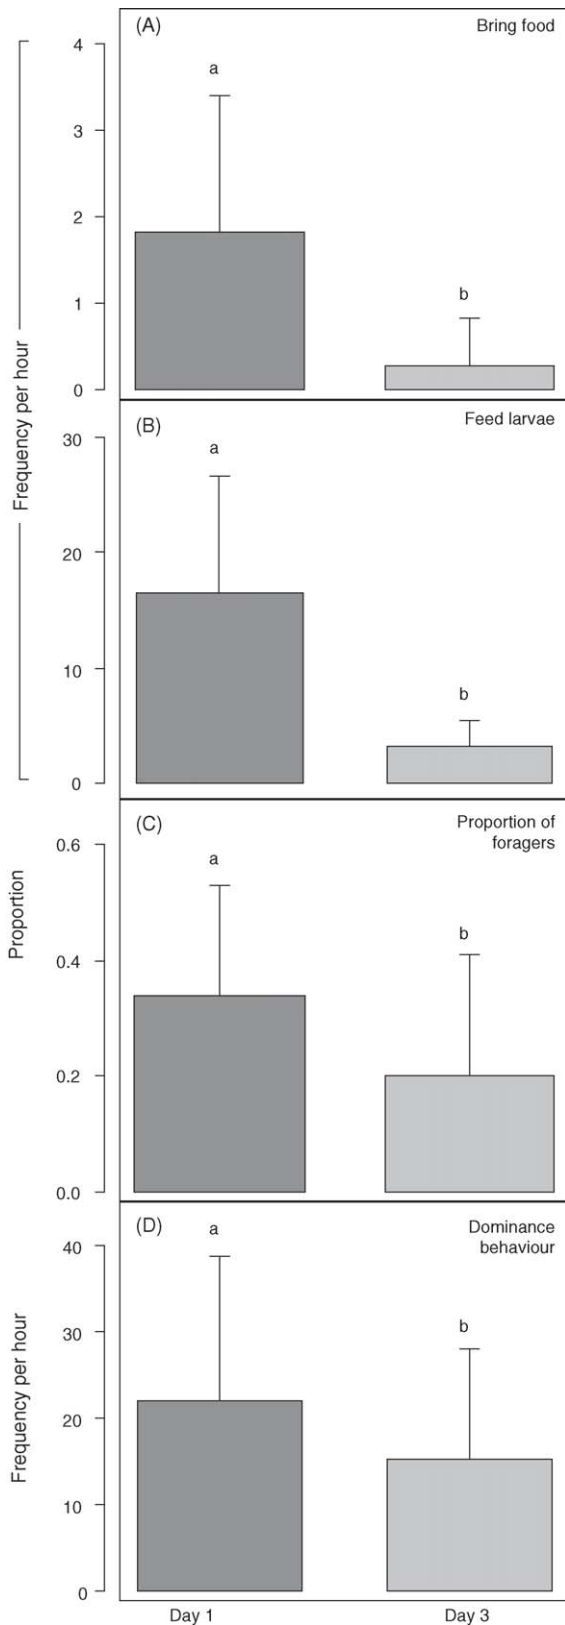 (A)
Bring food
4
3
2
1
0
a
b
Frequency per hour
(B)
Feed larvae
30
20
10
0
a
b
(C)
Proportion of
foragers
0.6
0.4
0.2
0.0
a
b
Proportion
(D)
Dominance
behaviour
40
30
20
10
0
a
b
Frequency per hour
Day 1
Day 3